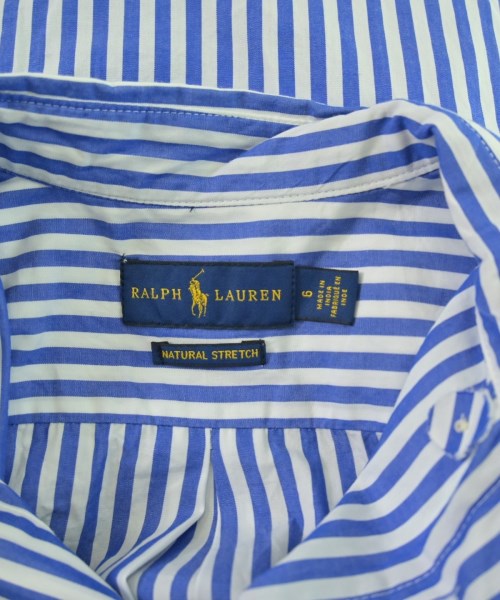 RALPH LAUREN
6
MADE IN
INDIA
FABRIQUÉ EN
INDE
NATURAL STRETCH